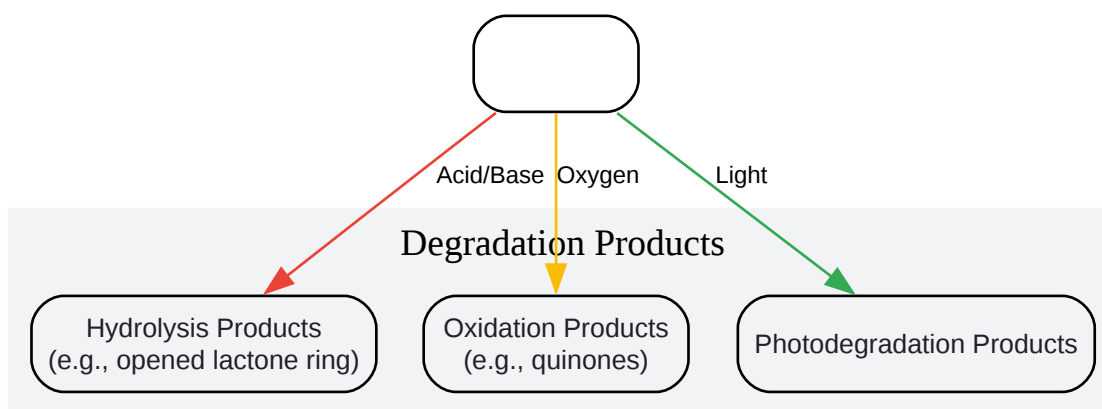 Acid/Base
Oxygen
Light
Degradation Products
Hydrolysis Products
(e.g., opened lactone ring)
Oxidation Products
(e.g., quinones)
Photodegradation Products